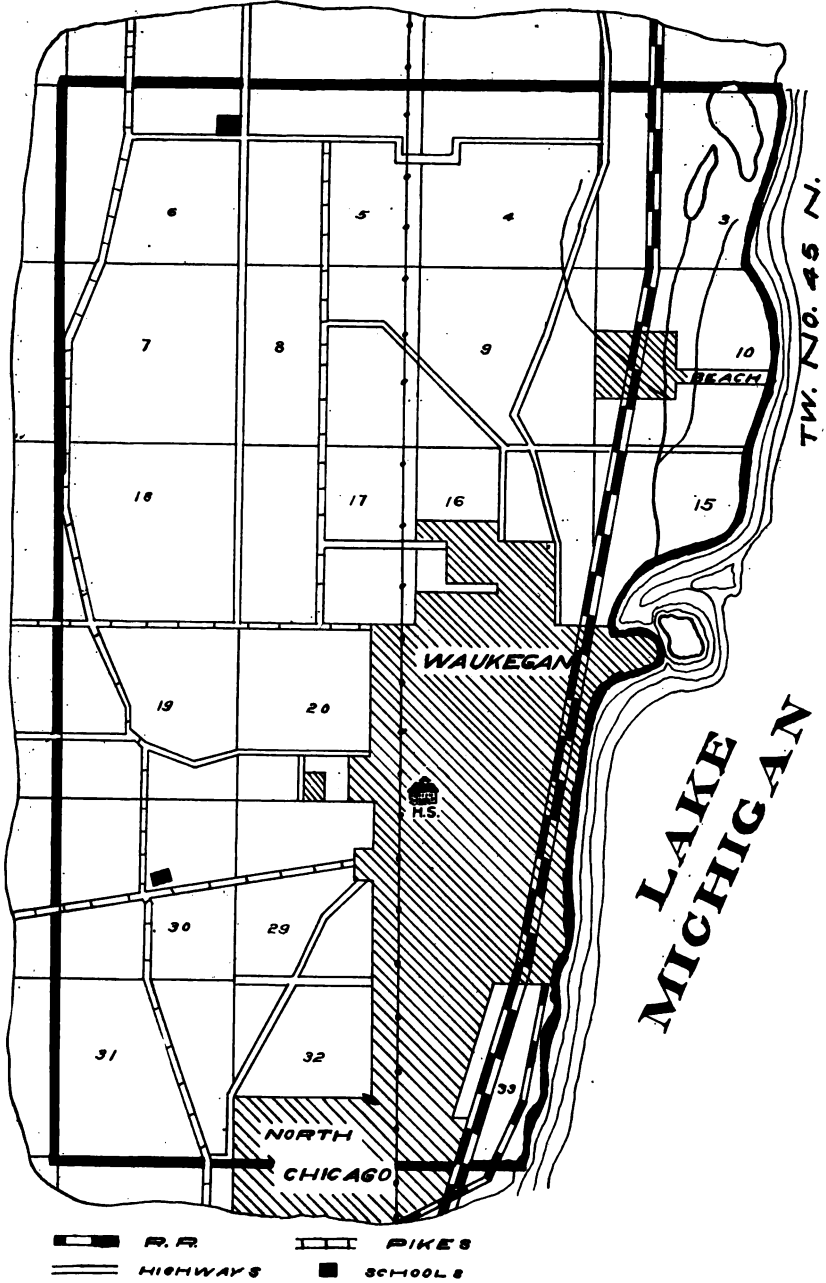 6
5
4
3
7
8
9
10
BEACH
TW. NO. 45 N.
18
17
16
15
WAUKEGAN
19
20
H.S.
LAKE
MICHIGAN
30
29
31
32
33
NORTH
CHICAGO
R.R.
PIKES
HIGHWAYS
SCHOOLS